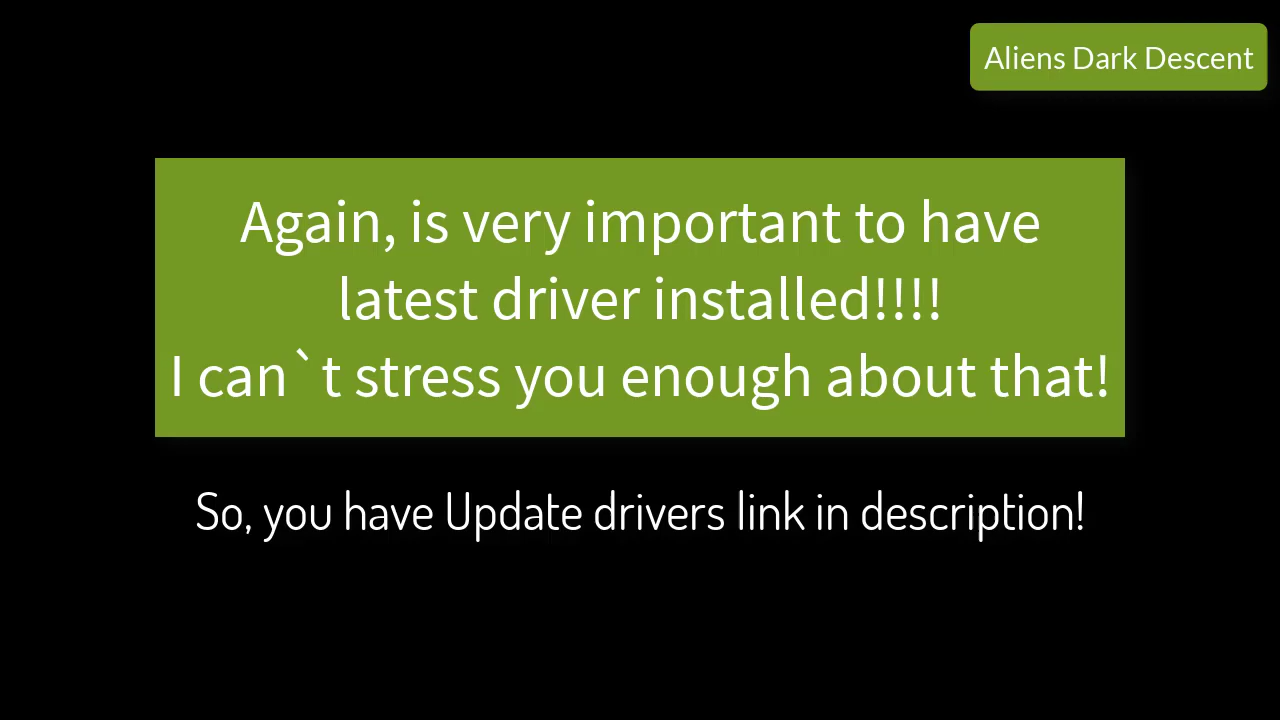 Aliens Dark Descent
Again, is very important to have
latest driver installed!!!!
I can`t stress you enough about that!
So, you have Update drivers link in description!